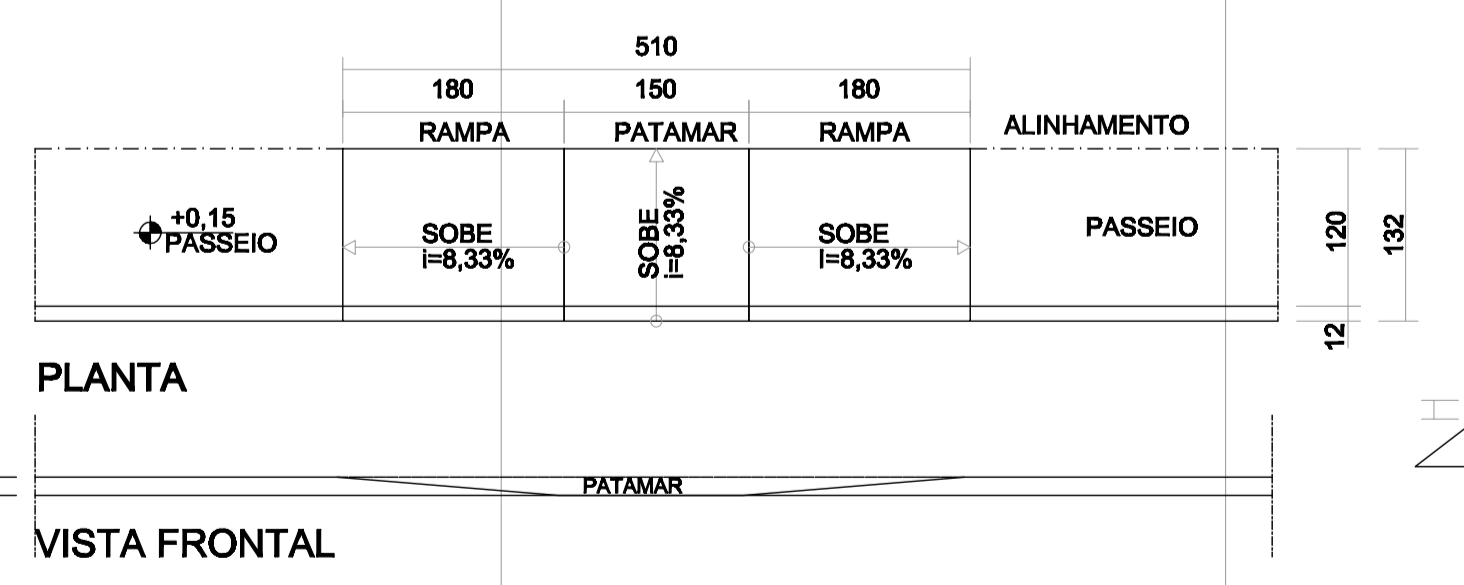 510
180
150
180
RAMPA
PATAMAR
RAMPA
ALINHAMENTO
+0,15
PASSEIO
SOBE
i=8,33%
SOBE
i=8,33%
SOBE
i=8,33%
PASSEIO
120
132
12
PLANTA
PATAMAR
VISTA FRONTAL